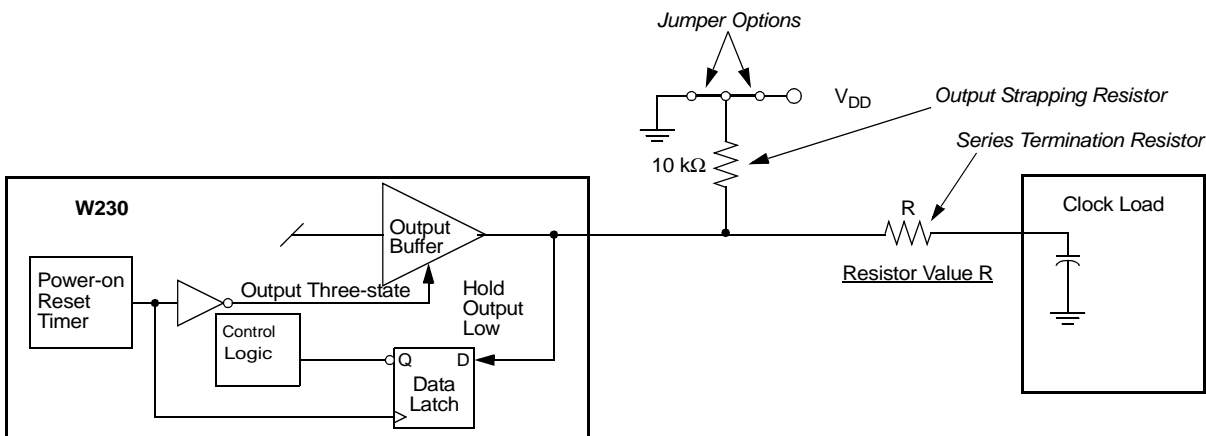 Jumper Options
V_DD
Output Strapping Resistor
Series Termination Resistor
10 kΩ
W230
Output
Buffer
R
Clock Load
Resistor Value R
Power-on
Reset
Timer
Output Three-state
Hold
Output
Low
Control
Logic
Q
D
Data
Latch